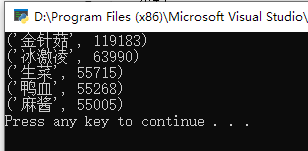 D:\Program Files (x86)\Microsoft Visual Studio\
('金针菇', 119183)
('冰激凌', 63990)
('生菜', 55715)
('鸭血', 55268)
('麻酱', 55005)
Press any key to continue . . .